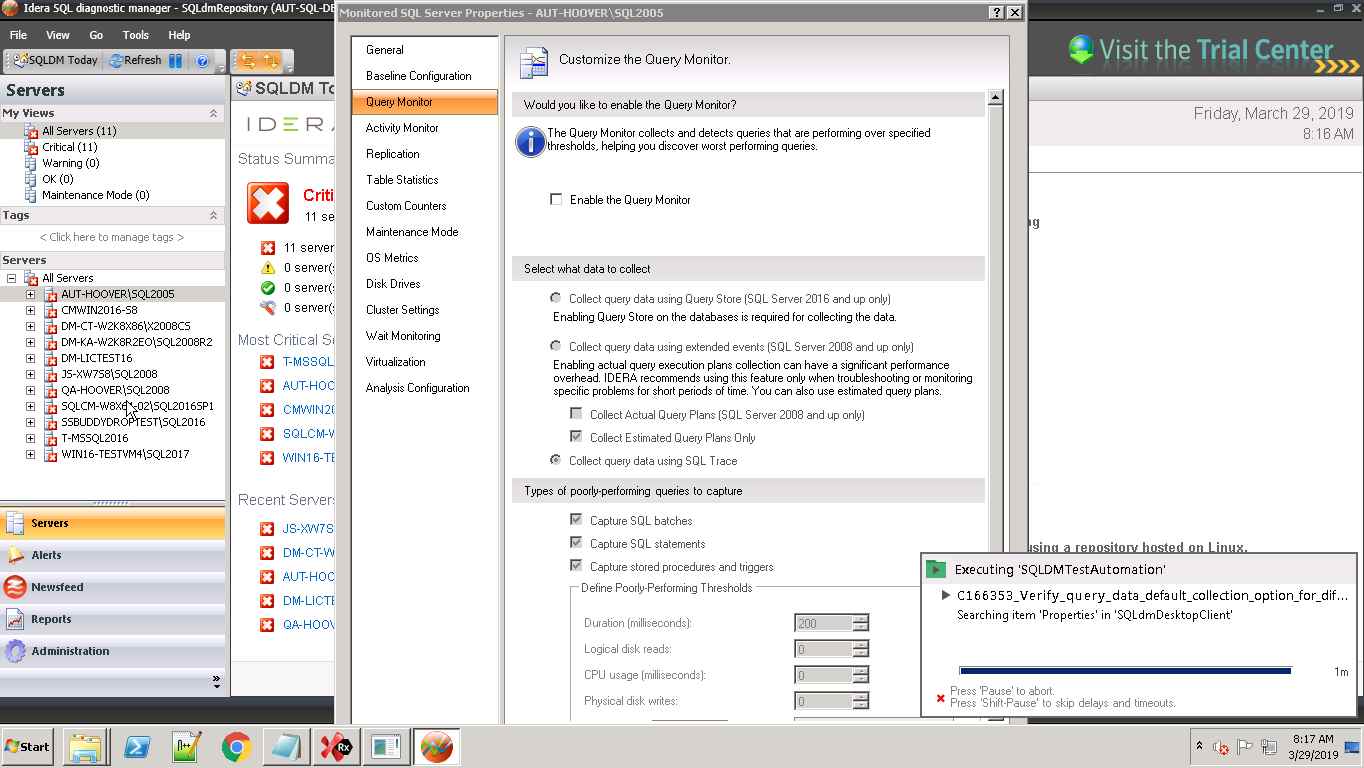 Idera SQL diagnostic manager - SQLdmRepository (AUT-SQL-DE
Monitored SQL Server Properties - AUT-HOOVER\SQL2005
File View Go Tools Help
SQLDM Today Refresh
Visit the Trial Center
Servers
SQLDM To
My Views
All Servers (11)
Critical (11)
Warning (0)
OK (0)
Maintenance Mode (0)
Tags
< Click here to manage tags >
Servers
All Servers
AUT-HOOVER\SQL2005
CMWIN2016-S8
DM-CT-W2K8X86\X2008CS
DM-KA-W2K8R2EO\SQL2008R2
DM-LICTEST16
JS-XW7S8\SQL2008
QA-HOOVER\SQL2008
SQLCM-W8X64-02\SQL2016SP1
SSBUDDYDROPTEST\SQL2016
T-MSSQL2016
WIN16-TESTVM4\SQL2017
Servers
Alerts
Newsfeed
Reports
Administration
IDERA
Status Summa
Criti
11 se
11 server
0 server(s
0 server(s
0 server(s
Most Critical Se
T-MSSQL
AUT-HOO
CMWIN20
SQLCM-W
WIN16-TE
Recent Servers
JS-XW7S
DM-CT-W
AUT-HOO
DM-LICTE
QA-HOOV
General
Baseline Configuration
Query Monitor
Activity Monitor
Replication
Table Statistics
Custom Counters
Maintenance Mode
OS Metrics
Disk Drives
Cluster Settings
Wait Monitoring
Virtualization
Analysis Configuration
Customize the Query Monitor.
Would you like to enable the Query Monitor?
The Query Monitor collects and detects queries that are performing over specified
thresholds, helping you discover worst performing queries.
Enable the Query Monitor
Select what data to collect
Collect query data using Query Store (SQL Server 2016 and up only)
Enabling Query Store on the databases is required for collecting the data.
Collect query data using extended events (SQL Server 2008 and up only)
Enabling actual query execution plans collection can have a significant performance
overhead. IDERA recommends using this feature only when troubleshooting or monitoring
specific problems for short periods of time. You can also use estimated query plans.
Collect Actual Query Plans (SQL Server 2008 and up only)
Collect Estimated Query Plans Only
Collect query data using SQL Trace
Types of poorly-performing queries to capture
Capture SQL batches
Capture SQL statements
Capture stored procedures and triggers
Define Poorly-Performing Thresholds
Duration (milliseconds): 200
Logical disk reads: 0
CPU usage (milliseconds): 0
Physical disk writes: 0
Friday, March 29, 2019
8:16 AM
ng
using a repository hosted on Linux.
Executing 'SQLDMTestAutomation'
C166353_Verify_query_data_default_collection_option_for_dif...
Searching item 'Properties' in 'SQLdmDesktopClient'
1m
Press 'Pause' to abort.
Press 'Shift-Pause' to skip delays and timeouts.
Start
Rx
8:17 AM
3/29/2019